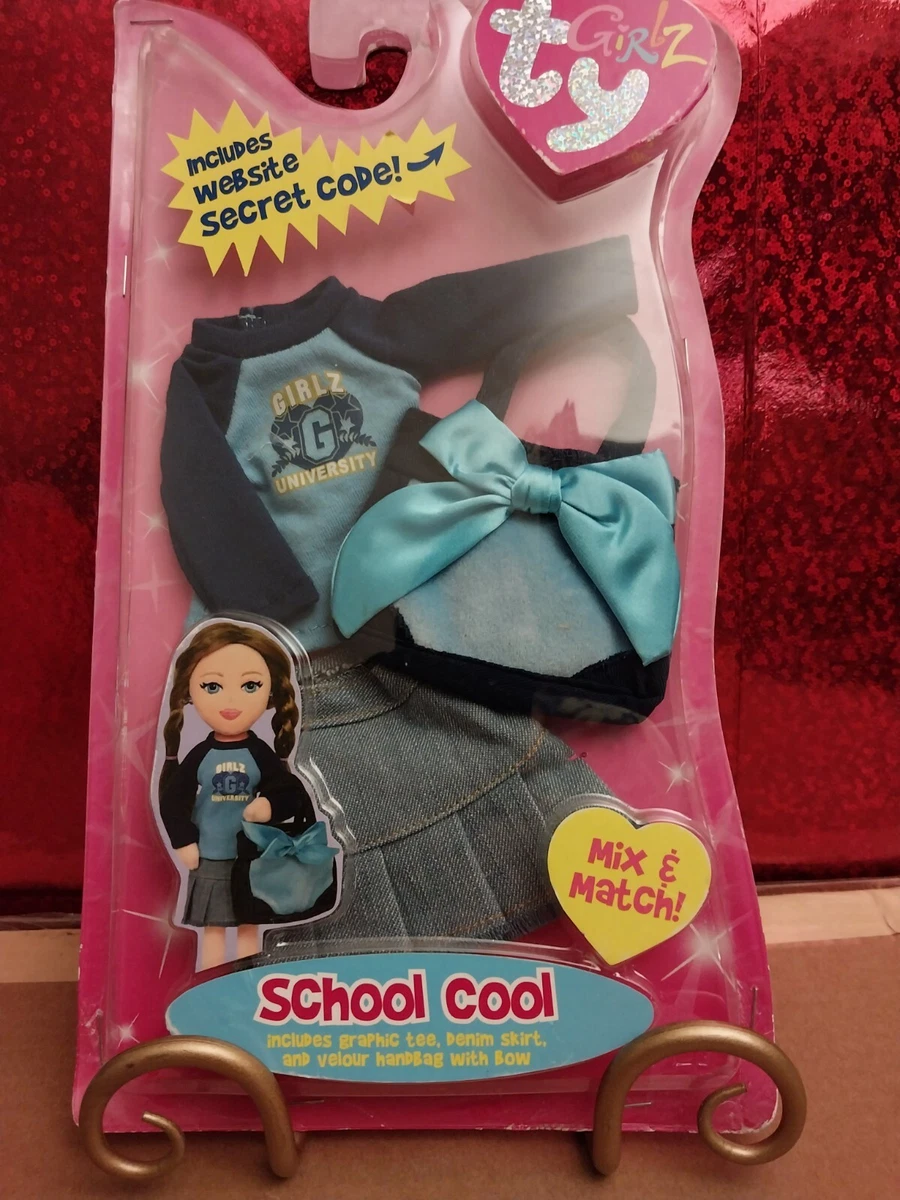 ty GirlZ
INCLUDES
WEBSITE
SECRET CODE!
GIRLZ
G
UNIVERSITY
GIRLZ
G
UNIVERSITY
Mix &
Match!
SCHOOL COOL
includes graphic tee, denim skirt,
and velour handbag with bow